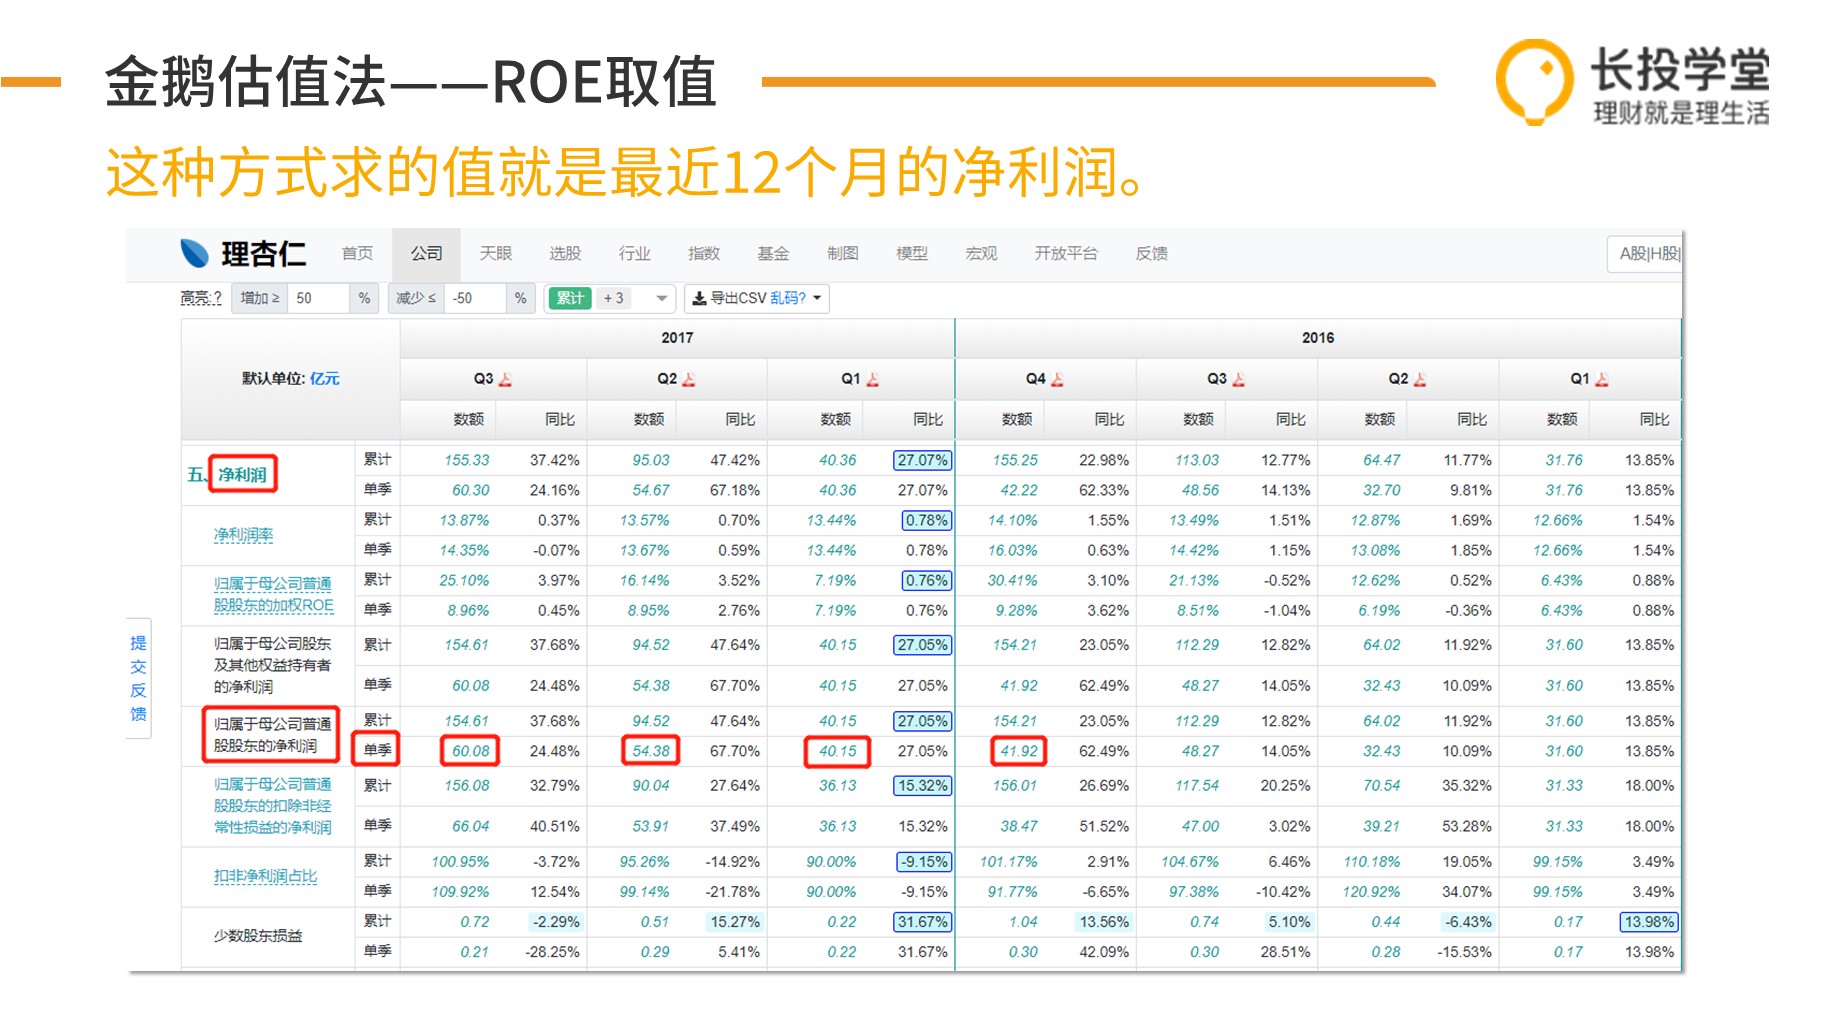 金鹅估值法——ROE取值
长投学堂
理财就是理生活
这种方式求的值就是最近12个月的净利润。
理杏仁 首页 公司 天眼 选股 行业 指数 基金 制图 模型 宏观 开放平台 反馈 A股|H股|
高亮:? 增加 ≥ 50 % 减少 ≤ -50 % 累计 + 3 导出CSV 乱码?
默认单位: 亿元 2017 2016
Q3 Q2 Q1 Q4 Q3 Q2 Q1
数额 同比 数额 同比 数额 同比 数额 同比 数额 同比 数额 同比 数额 同比
五、净利润 累计 155.33 37.42% 95.03 47.42% 40.36 27.07% 155.25 22.98% 113.03 12.77% 64.47 11.77% 31.76 13.85%
单季 60.30 24.16% 54.67 67.18% 40.36 27.07% 42.22 62.33% 48.56 14.13% 32.70 9.81% 31.76 13.85%
净利润率 累计 13.87% 0.37% 13.57% 0.70% 13.44% 0.78% 14.10% 1.55% 13.49% 1.51% 12.87% 1.69% 12.66% 1.54%
单季 14.35% -0.07% 13.67% 0.59% 13.44% 0.78% 16.03% 0.63% 14.42% 1.15% 13.08% 1.85% 12.66% 1.54%
归属于母公司普通 累计 25.10% 3.97% 16.14% 3.52% 7.19% 0.76% 30.41% 3.10% 21.13% -0.52% 12.62% 0.52% 6.43% 0.88%
股股东的加权ROE 单季 8.96% 0.45% 8.95% 2.76% 7.19% 0.76% 9.28% 3.62% 8.51% -1.04% 6.19% -0.36% 6.43% 0.88%
归属于母公司股东 累计 154.61 37.68% 94.52 47.64% 40.15 27.05% 154.21 23.05% 112.29 12.82% 64.02 11.92% 31.60 13.85%
及其他权益持有者
的净利润 单季 60.08 24.48% 54.38 67.70% 40.15 27.05% 41.92 62.49% 48.27 14.05% 32.43 10.09% 31.60 13.85%
归属于母公司普通 累计 154.61 37.68% 94.52 47.64% 40.15 27.05% 154.21 23.05% 112.29 12.82% 64.02 11.92% 31.60 13.85%
股股东的净利润 单季 60.08 24.48% 54.38 67.70% 40.15 27.05% 41.92 62.49% 48.27 14.05% 32.43 10.09% 31.60 13.85%
归属于母公司普通 累计 156.08 32.79% 90.04 27.64% 36.13 15.32% 156.01 26.69% 117.54 20.25% 70.54 35.32% 31.33 18.00%
股股东的扣除非经
常性损益的净利润 单季 66.04 40.51% 53.91 37.49% 36.13 15.32% 38.47 51.52% 47.00 3.02% 39.21 53.28% 31.33 18.00%
扣非净利润占比 累计 100.95% -3.72% 95.26% -14.92% 90.00% -9.15% 101.17% 2.91% 104.67% 6.46% 110.18% 19.05% 99.15% 3.49%
单季 109.92% 12.54% 99.14% -21.78% 90.00% -9.15% 91.77% -6.65% 97.38% -10.42% 120.92% 34.07% 99.15% 3.49%
少数股东损益 累计 0.72 -2.29% 0.51 15.27% 0.22 31.67% 1.04 13.56% 0.74 5.10% 0.44 -6.43% 0.17 13.98%
单季 0.21 -28.25% 0.29 5.41% 0.22 31.67% 0.30 42.09% 0.30 28.51% 0.28 -15.53% 0.17 13.98%
提交反馈